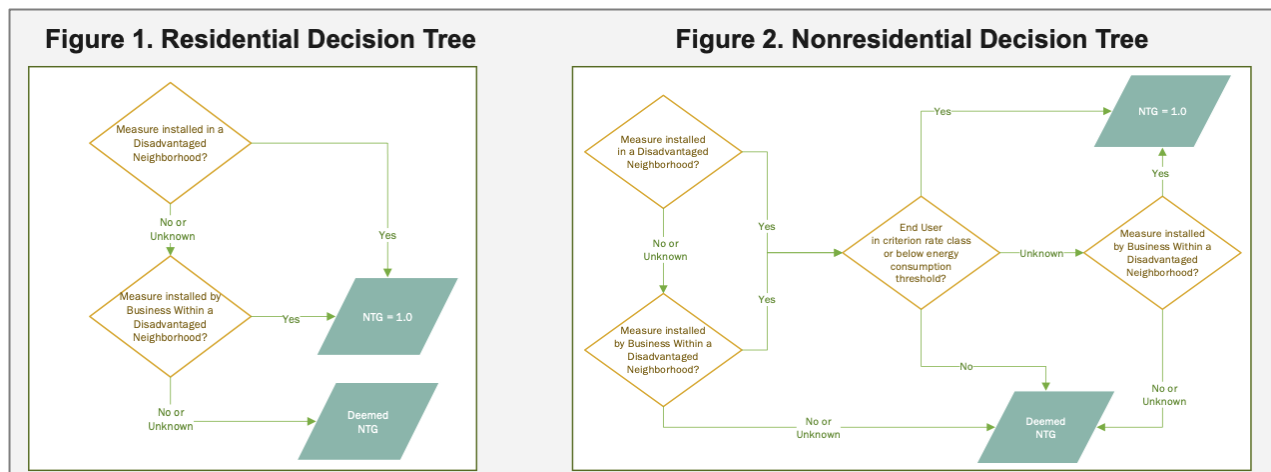 Figure 1. Residential Decision Tree
Measure installed in a
Disadvantaged
Neighborhood?
No or
Unknown
Yes
Measure installed by
Business Within a
Disadvantaged
Neighborhood?
Yes
NTG = 1.0
No or
Unknown
Deemed
NTG
Figure 2. Nonresidential Decision Tree
Measure installed
in a Disadvantaged
Neighborhood?
Yes
No or
Unknown
Measure installed
by Business Within a
Disadvantaged
Neighborhood?
Yes
No or
Unknown
End User
in criterion rate class
or below energy
consumption
threshold?
Yes
Unknown
No
NTG = 1.0
Yes
Measure installed
by Business Within a
Disadvantaged
Neighborhood?
No or
Unknown
Deemed
NTG